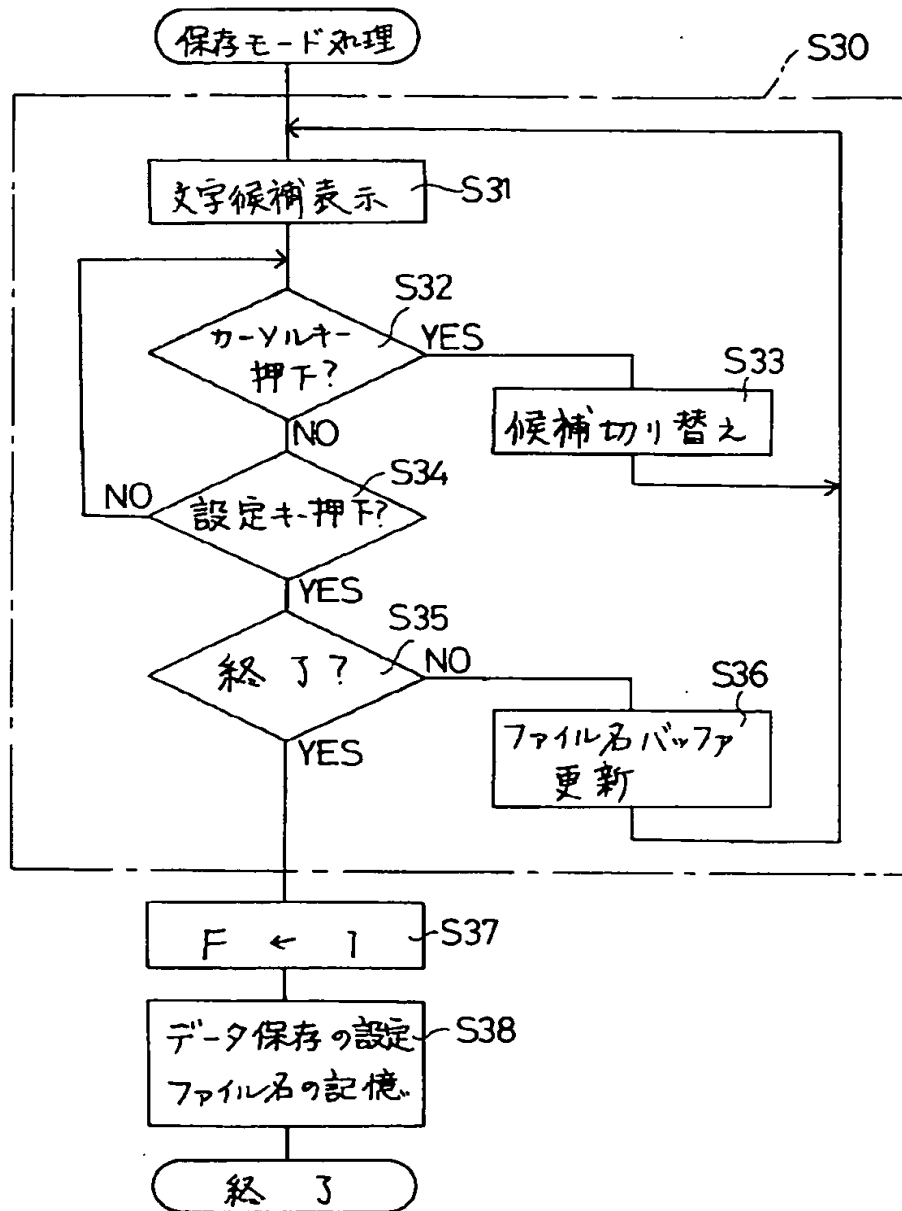 保存モード処理
S30
文字候補表示
S31
S32
カーソルキー
押下?
YES
S33
候補切り替え
NO
S34
NO
設定キー押下?
YES
S35
終了?
NO
S36
ファイル名バッファ
更新
YES
F ← 1
S37
データ保存の設定
S38
ファイル名の記憶
終了